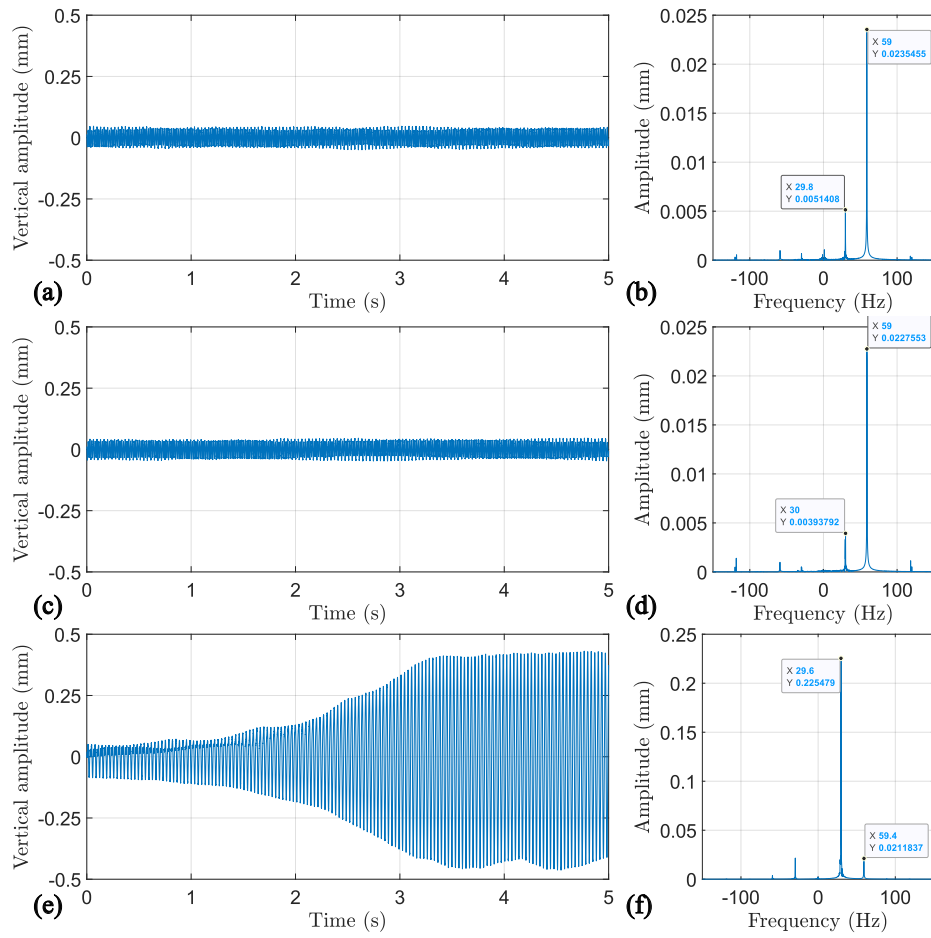 0.5
0.25
0
-0.25
-0.5
Vertical amplitude (mm)
0 1 2 3 4 5
Time (s)
(a)
0.025
0.02
0.015
0.01
0.005
0
Amplitude (mm)
X 59
Y 0.0235455
X 29.8
Y 0.0051408
-100 0 100
Frequency (Hz)
(b)
0.5
0.25
0
-0.25
-0.5
Vertical amplitude (mm)
0 1 2 3 4 5
Time (s)
(c)
0.025
0.02
0.015
0.01
0.005
0
Amplitude (mm)
X 59
Y 0.0227553
X 30
Y 0.00393792
-100 0 100
Frequency (Hz)
(d)
0.5
0.25
0
-0.25
-0.5
Vertical amplitude (mm)
0 1 2 3 4 5
Time (s)
(e)
0.25
0.2
0.15
0.1
0.05
0
Amplitude (mm)
X 29.6
Y 0.225479
X 59.4
Y 0.0211837
-100 0 100
Frequency (Hz)
(f)